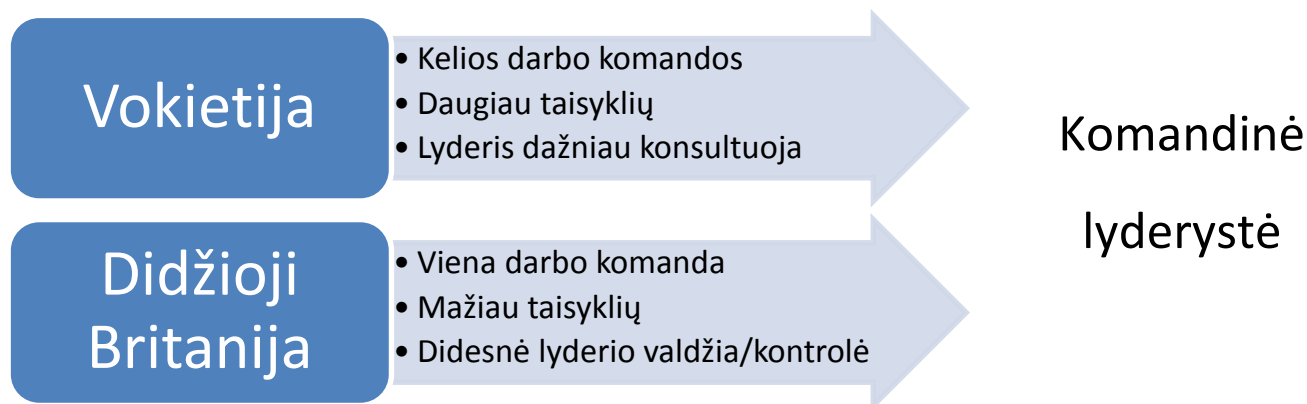 Vokietija
• Kelios darbo komandos
• Daugiau taisyklių
• Lyderis dažniau konsultuoja
Didžioji
Britanija
• Viena darbo komanda
• Mažiau taisyklių
• Didesnė lyderio valdžia/kontrolė
Komandinė
lyderystė